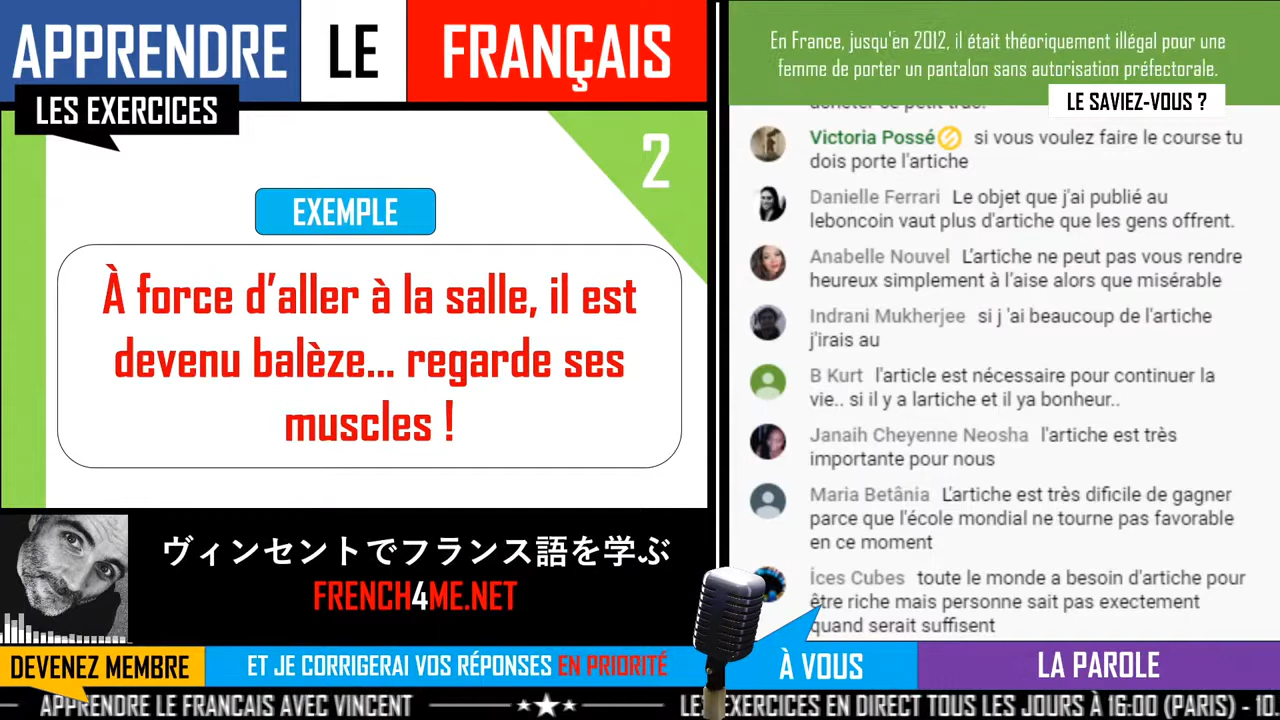 APPRENDRE LE FRANÇAIS
LES EXERCICES
2
EXEMPLE
À force d'aller à la salle, il est
devenu balèze... regarde ses
muscles !
ヴィンセントでフランス語を学ぶ
FRENCH4ME.NET
DEVENEZ MEMBRE
ET JE CORRIGERAI VOS RÉPONSES EN PRIORITÉ
En France, jusqu'en 2012, il était théoriquement illégal pour une
femme de porter un pantalon sans autorisation préfectorale.
LE SAVIEZ-VOUS ?
Victoria Possé si vous voulez faire le course tu
dois porte l'artiche
Danielle Ferrari Le objet que j'ai publié au
leboncoin vaut plus d'artiche que les gens offrent.
Anabelle Nouvel L'artiche ne peut pas vous rendre
heureux simplement à l'aise alors que misérable
Indrani Mukherjee si j 'ai beaucoup de l'artiche
j'irais au
B Kurt l'article est nécessaire pour continuer la
vie.. si il y a lartiche et il ya bonheur..
Janaih Cheyenne Neosha l'artiche est très
importante pour nous
Maria Betânia L'artiche est très dificile de gagner
parce que l'école mondial ne tourne pas favorable
en ce moment
İces Cubes toute le monde a besoin d'artiche pour
être riche mais personne sait pas exectement
quand serait suffisent
À VOUS
LA PAROLE
APPRENDRE LE FRANCAIS AVEC VINCENT
LES EXERCICES EN DIRECT TOUS LES JOURS À 16:00 (PARIS) - 10.